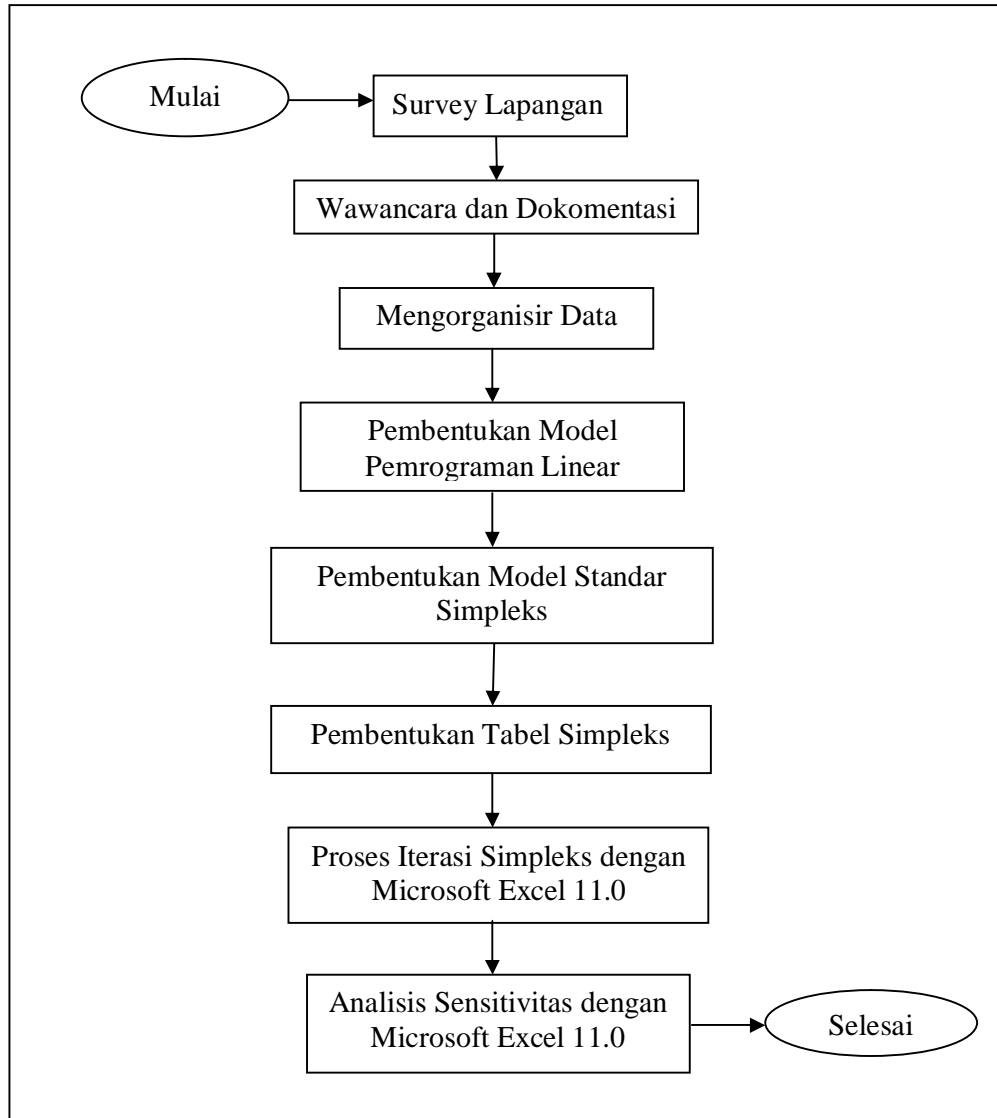 Mulai
Survey Lapangan
Wawancara dan Dokomentasi
Mengorganisir Data
Pembentukan Model
Pemrograman Linear
Pembentukan Model Standar
Simpleks
Pembentukan Tabel Simpleks
Proses Iterasi Simpleks dengan
Microsoft Excel 11.0
Analisis Sensitivitas dengan
Microsoft Excel 11.0
Selesai